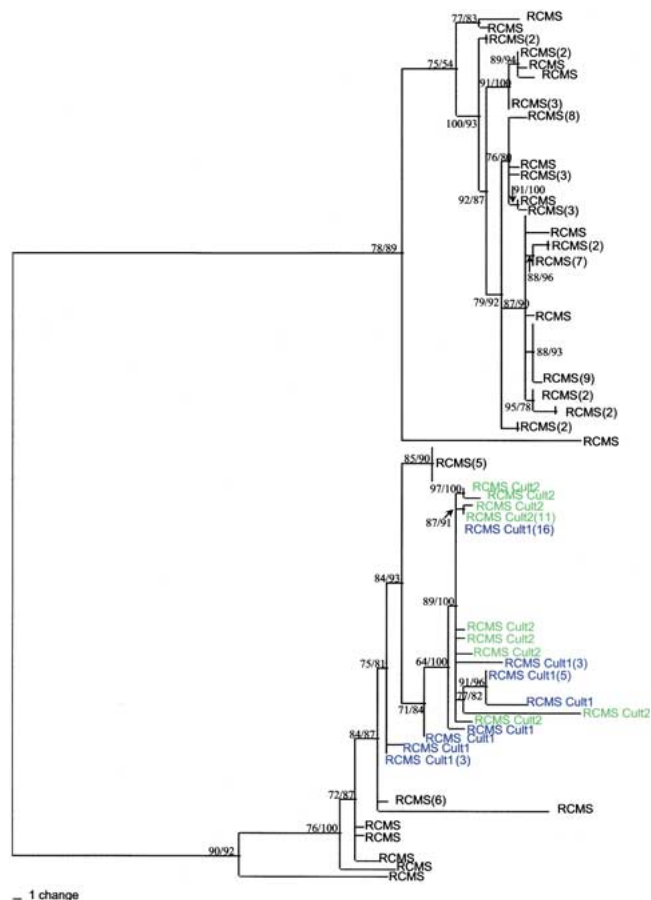 77/83
RCMS
RCMS
RCMS(2)
RCMS(2)
89/94
RCMS
75/54
RCMS
91/100
RCMS(3)
RCMS(8)
100/93
76/80
RCMS
RCMS(3)
91/100
92/87
RCMS
RCMS(3)
RCMS
RCMS(2)
78/89
RCMS(7)
88/96
79/92
87/90
RCMS
88/93
RCMS(9)
RCMS(2)
95/78
RCMS(2)
RCMS(2)
RCMS
85/90
RCMS(5)
97/100
RCMS Cult2
RCMS Cult2
RCMS Cult2
RCMS Cult2(11)
87/91
RCMS Cult1(16)
84/93
89/100
RCMS Cult2
RCMS Cult2
RCMS Cult2
64/100
RCMS Cult1(3)
75/81
RCMS Cult1(5)
91/96
77/82
RCMS Cult1
71/84
RCMS Cult2
RCMS Cult2
RCMS Cult1
RCMS Cult1
84/87
RCMS Cult1
RCMS Cult1(3)
72/87
RCMS(6)
RCMS
76/100
RCMS
RCMS
90/92
RCMS
RCMS
RCMS
1 change